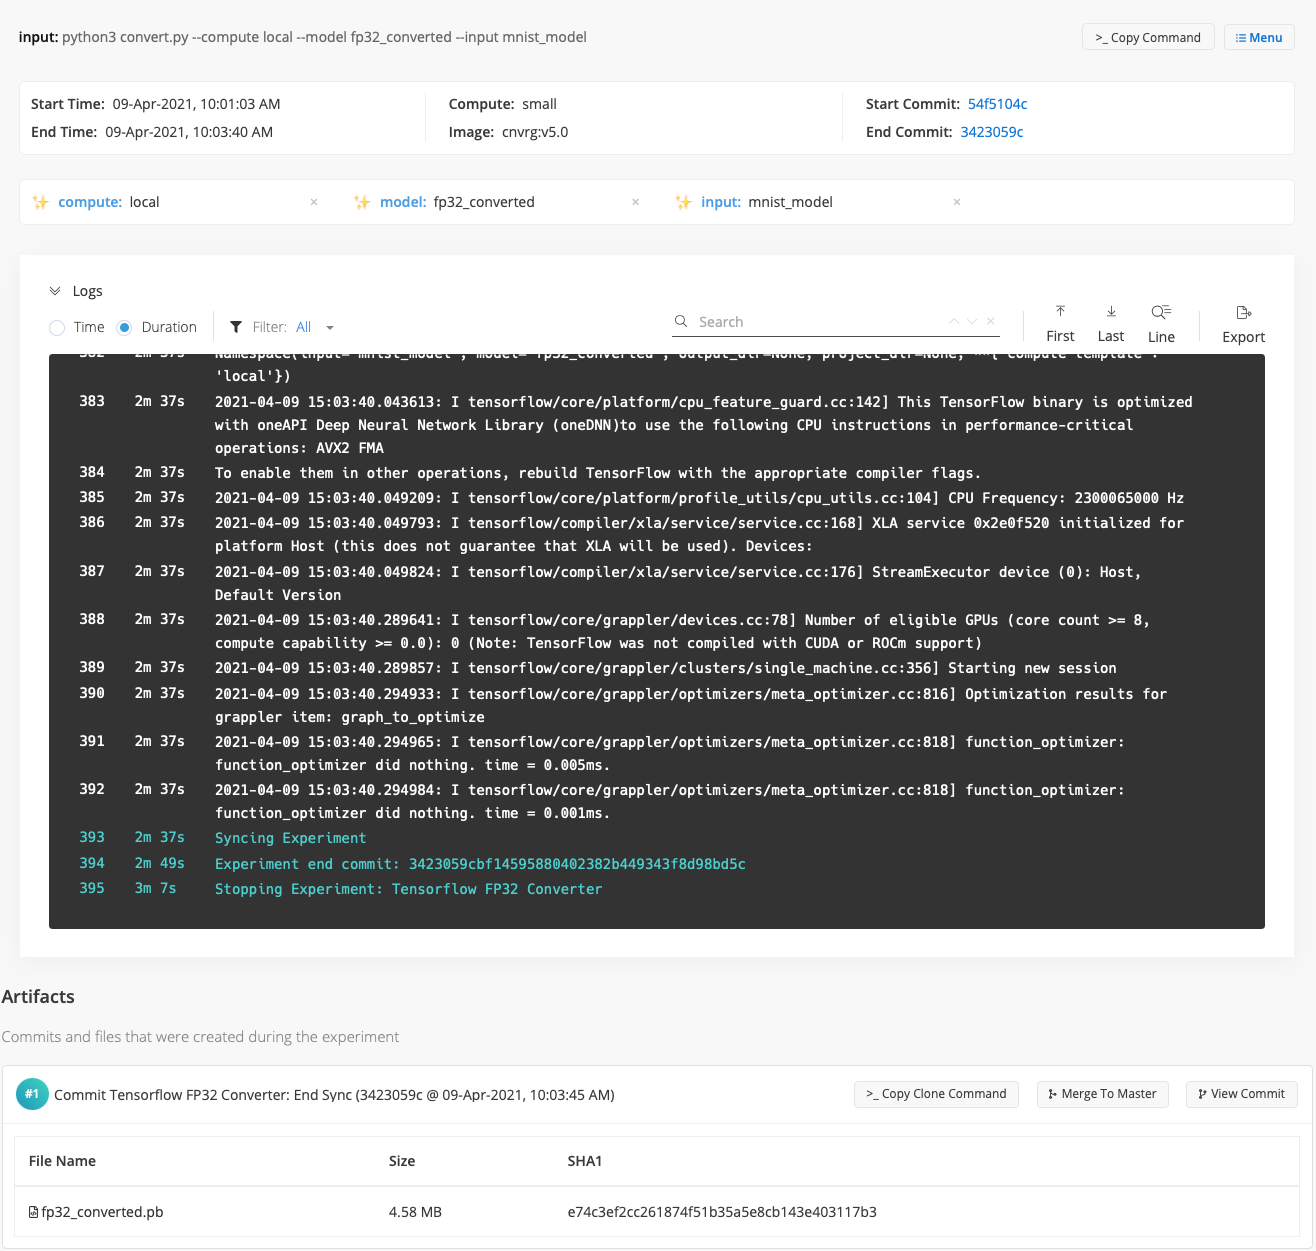 input: python3 convert.py --compute local --model fp32_converted --input mnist_model
>_ Copy Command
Menu
Start Time: 09-Apr-2021, 10:01:03 AM
End Time: 09-Apr-2021, 10:03:40 AM
Compute: small
Image: cnvrg:v5.0
Start Commit: 54f5104c
End Commit: 3423059c
compute: local ×
model: fp32_converted ×
input: mnist_model ×
Logs
Time
Duration
Filter: All
Search
First
Last
Line
Export
382 2m 37s Namespace(input='mnist_model', model='fp32_converted', output_dir=None, project_dir=None, **{'compute template':
'local'})
383 2m 37s 2021-04-09 15:03:40.043613: I tensorflow/core/platform/cpu_feature_guard.cc:142] This TensorFlow binary is optimized
with oneAPI Deep Neural Network Library (oneDNN)to use the following CPU instructions in performance-critical
operations: AVX2 FMA
384 2m 37s To enable them in other operations, rebuild TensorFlow with the appropriate compiler flags.
385 2m 37s 2021-04-09 15:03:40.049209: I tensorflow/core/platform/profile_utils/cpu_utils.cc:104] CPU Frequency: 2300065000 Hz
386 2m 37s 2021-04-09 15:03:40.049793: I tensorflow/compiler/xla/service/service.cc:168] XLA service 0x2e0f520 initialized for
platform Host (this does not guarantee that XLA will be used). Devices:
387 2m 37s 2021-04-09 15:03:40.049824: I tensorflow/compiler/xla/service/service.cc:176] StreamExecutor device (0): Host,
Default Version
388 2m 37s 2021-04-09 15:03:40.289641: I tensorflow/core/grappler/devices.cc:78] Number of eligible GPUs (core count >= 8,
compute capability >= 0.0): 0 (Note: TensorFlow was not compiled with CUDA or ROCm support)
389 2m 37s 2021-04-09 15:03:40.289857: I tensorflow/core/grappler/clusters/single_machine.cc:356] Starting new session
390 2m 37s 2021-04-09 15:03:40.294933: I tensorflow/core/grappler/optimizers/meta_optimizer.cc:816] Optimization results for
grappler item: graph_to_optimize
391 2m 37s 2021-04-09 15:03:40.294965: I tensorflow/core/grappler/optimizers/meta_optimizer.cc:818] function_optimizer:
function_optimizer did nothing. time = 0.005ms.
392 2m 37s 2021-04-09 15:03:40.294984: I tensorflow/core/grappler/optimizers/meta_optimizer.cc:818] function_optimizer:
function_optimizer did nothing. time = 0.001ms.
393 2m 37s Syncing Experiment
394 2m 49s Experiment end commit: 3423059cbf14595880402382b449343f8d98bd5c
395 3m 7s Stopping Experiment: Tensorflow FP32 Converter
Artifacts
Commits and files that were created during the experiment
#1 Commit Tensorflow FP32 Converter: End Sync (3423059c @ 09-Apr-2021, 10:03:45 AM)
>_ Copy Clone Command
Merge To Master
View Commit
File Name Size SHA1
fp32_converted.pb 4.58 MB e74c3ef2cc261874f51b35a5e8cb143e403117b3